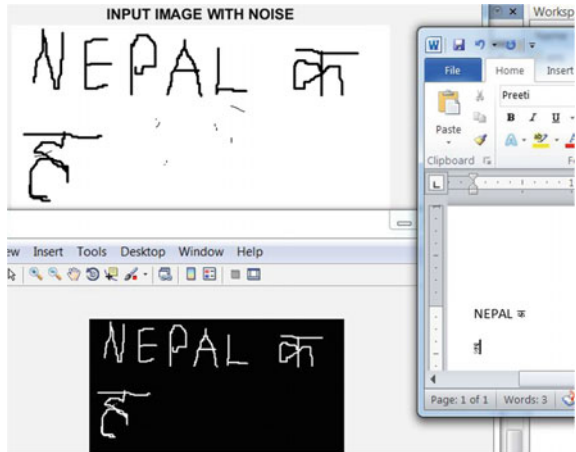 INPUT IMAGE WITH NOISE
Worksp
NEPAL क
ह
File Home Insert
Preeti
Paste
B I U
Clipboard
ew Insert Tools Desktop Window Help
NEPAL क
ह
NEPAL क
ह
Page: 1 of 1 Words: 3